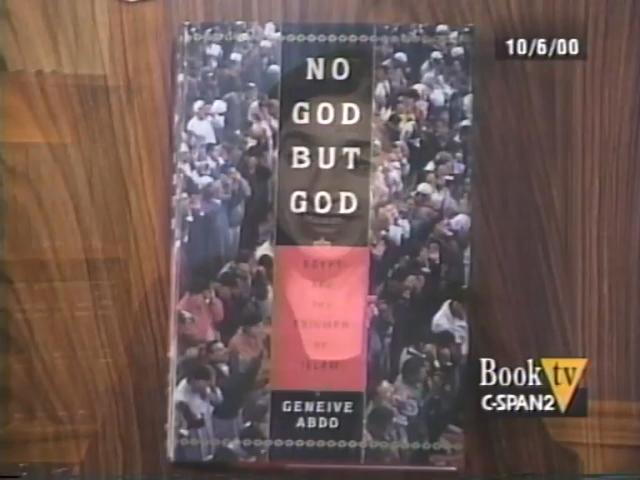 10/6/00
NO
GOD
BUT
GOD
EGYPT
AND
THE
TRIUMPH
OF
ISLAM
GENEIVE
ABDO
Book tv
C-SPAN2